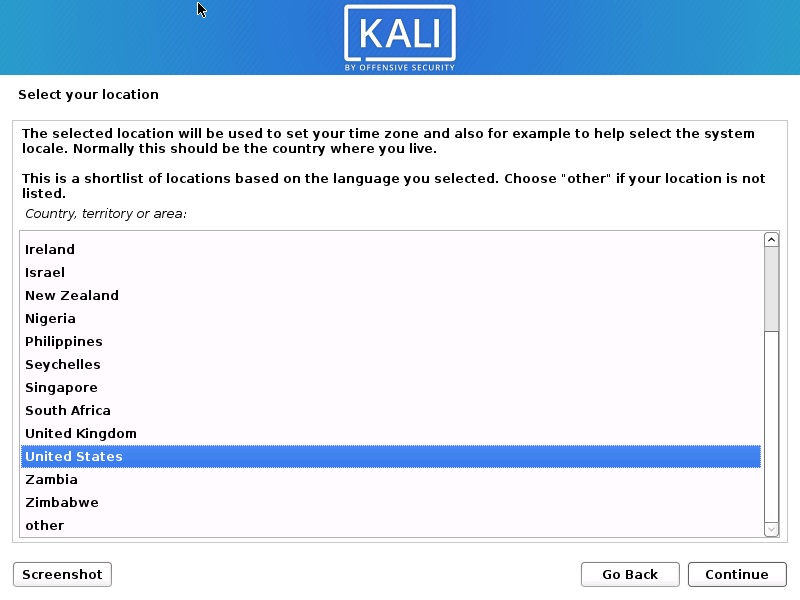 KALI
BY OFFENSIVE SECURITY
Select your location
The selected location will be used to set your time zone and also for example to help select the system
locale. Normally this should be the country where you live.
This is a shortlist of locations based on the language you selected. Choose "other" if your location is not
listed.
Country, territory or area:
Ireland
Israel
New Zealand
Nigeria
Philippines
Seychelles
Singapore
South Africa
United Kingdom
United States
Zambia
Zimbabwe
other
Screenshot
Go Back
Continue